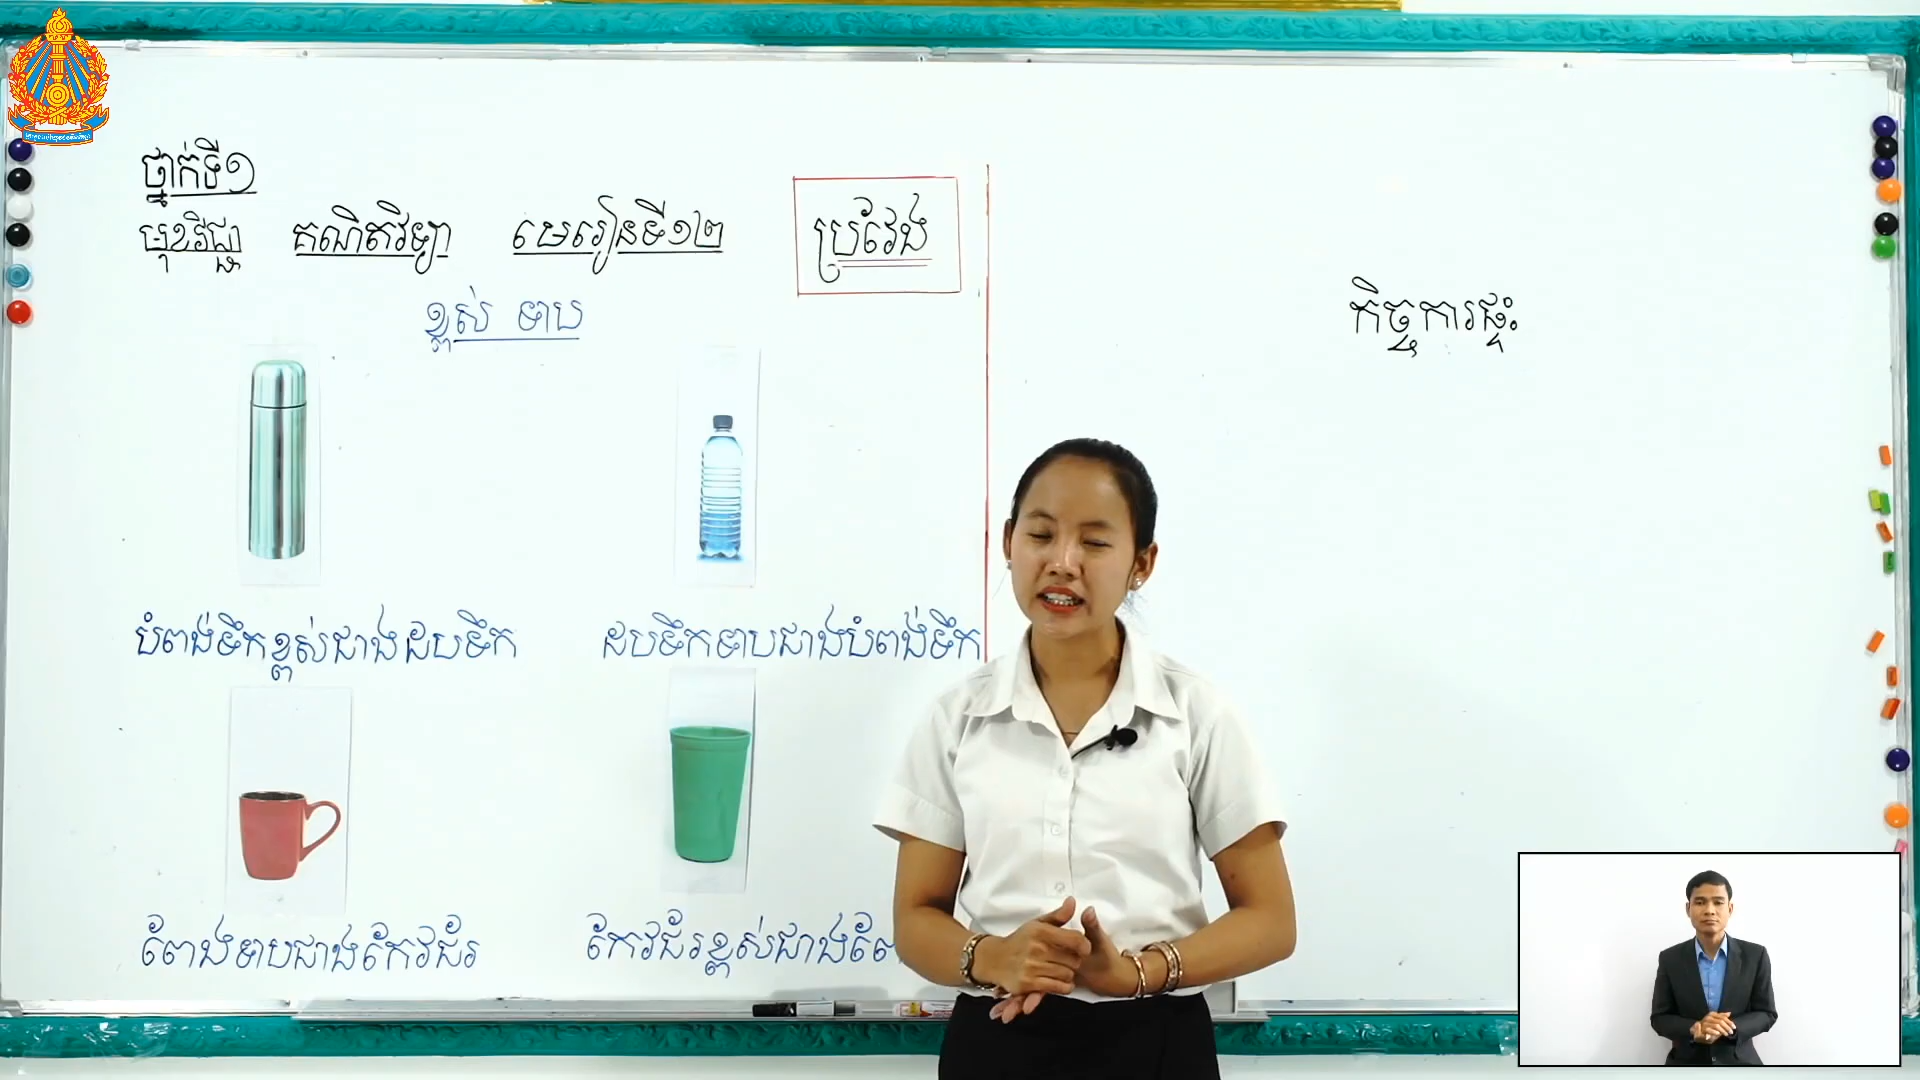 ថ្នាក់ទី១
មុខវិជ្ជា គណិតវិទ្យា មេរៀនទី១២ ប្រវែង
ខ្ពស់ ទាប
បំពង់ទឹកខ្ពស់ជាងដបទឹក
ដបទឹកទាបជាងបំពង់ទឹក
ពែងទាបជាងកែវជ័រ
កែវជ័រខ្ពស់ជាងពែ
កិច្ចការផ្ទះ